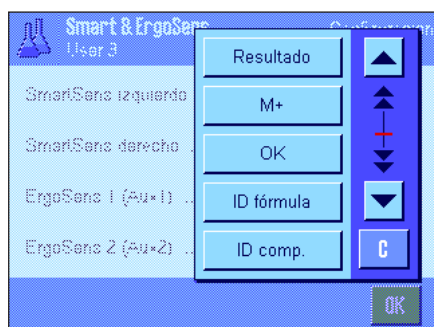 Smart & ErgoSens
User 3
SmartSens izquierdo
SmartSens derecho ..
ErgoSens 1 (Aux1) ..
ErgoSens 2 (Aux2) ..
Resultado
M+
OK
ID fórmula
ID comp.
C
OK